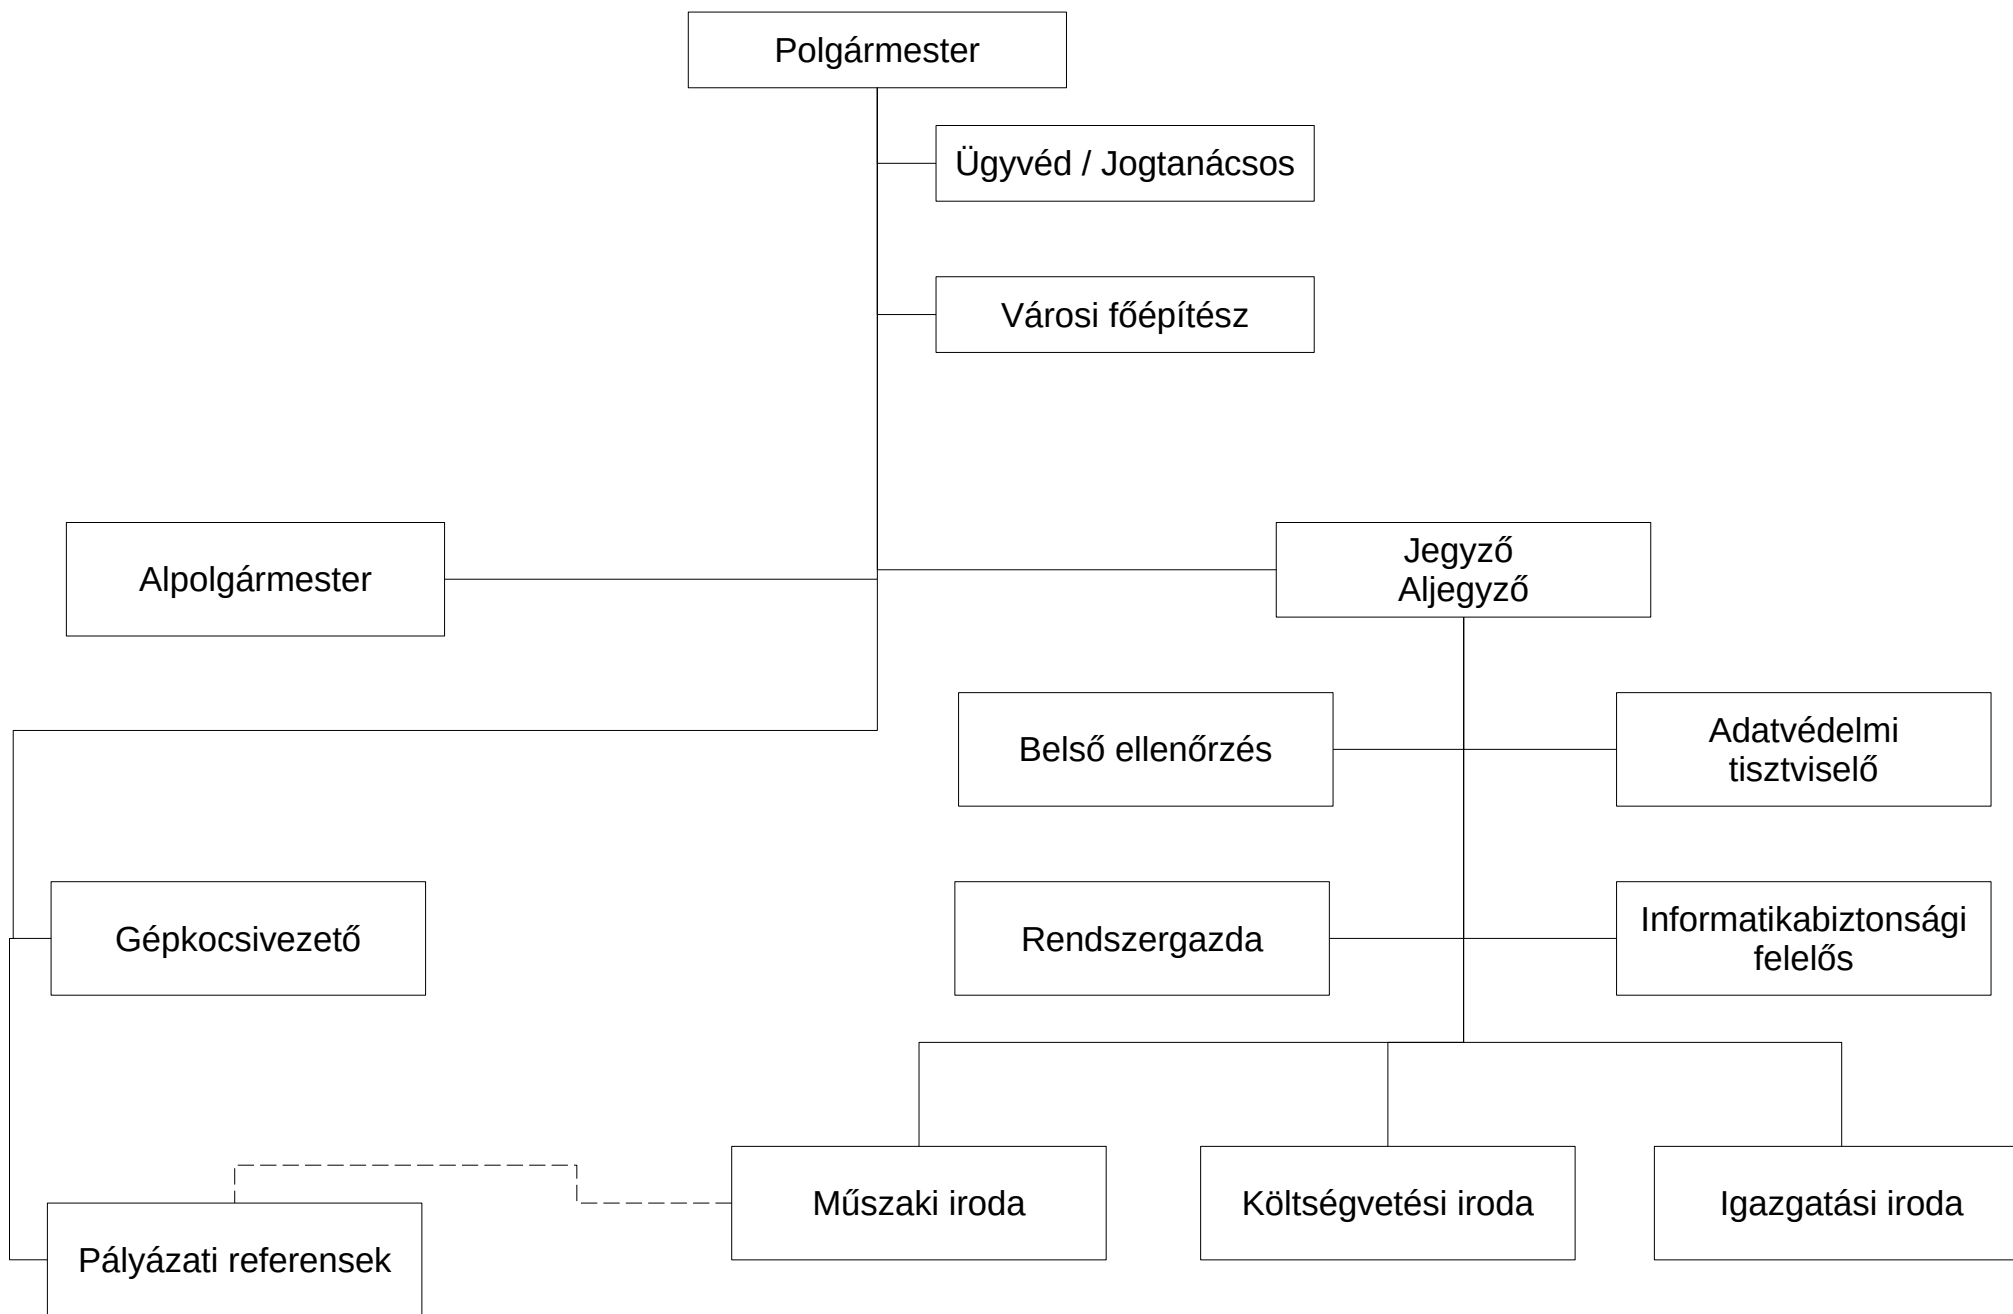 Polgármester
Ügyvéd / Jogtanácsos
Városi főépítész
Alpolgármester
Jegyző
Aljegyző
Belső ellenőrzés
Adatvédelmi
tisztviselő
Gépkocsivezető
Rendszergazda
Informatikabiztonsági
felelős
Műszaki iroda
Költségvetési iroda
Igazgatási iroda
Pályázati referensek